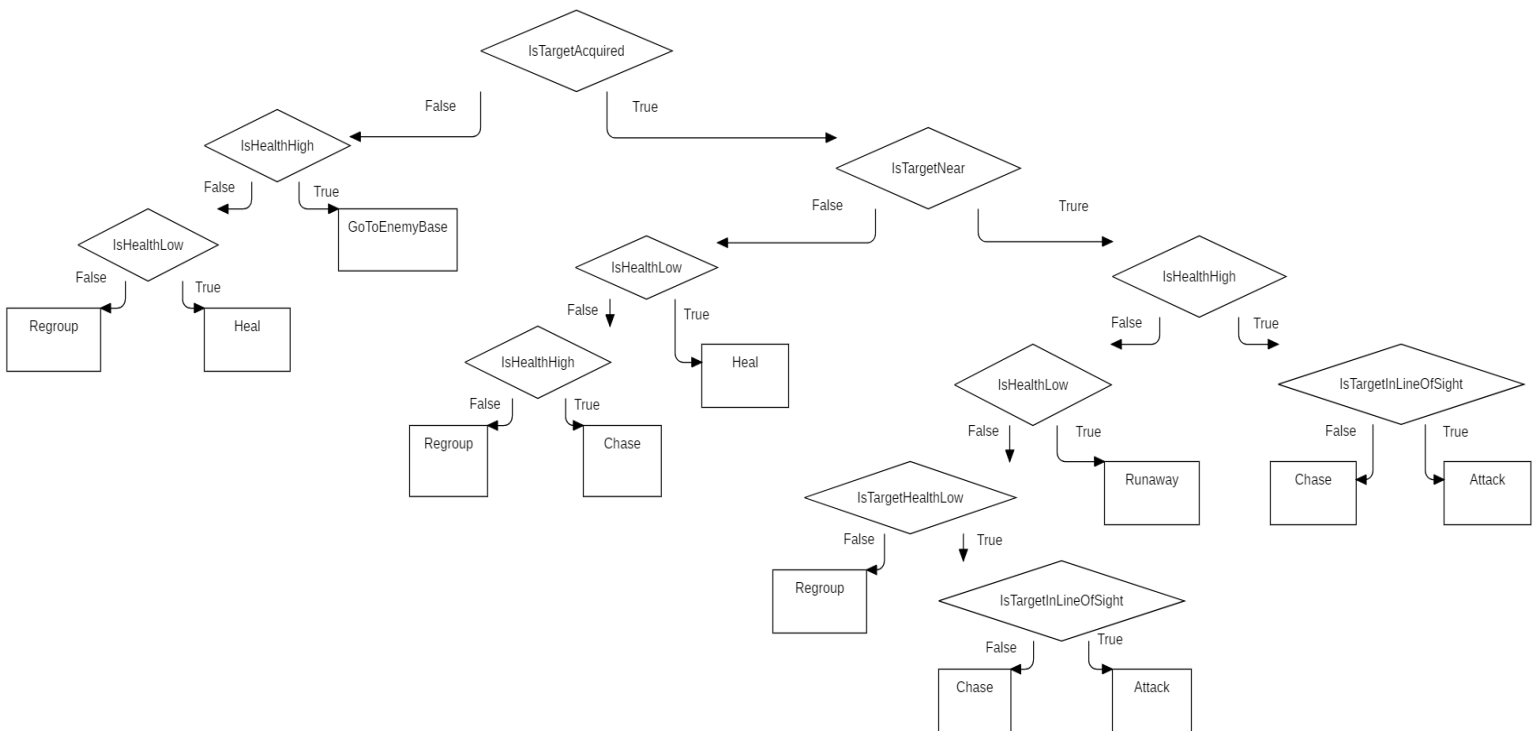 IsTargetAcquired
False
True
IsHealthHigh
IsTargetNear
False
True
False
Trure
GoToEnemyBase
IsHealthLow
IsHealthLow
IsHealthHigh
False
True
False
True
False
True
Regroup
Heal
IsHealthHigh
Heal
IsHealthLow
IsTargetInLineOfSight
False
True
False
True
False
True
Regroup
Chase
IsTargetHealthLow
Runaway
Chase
Attack
False
True
Regroup
IsTargetInLineOfSight
False
True
Chase
Attack